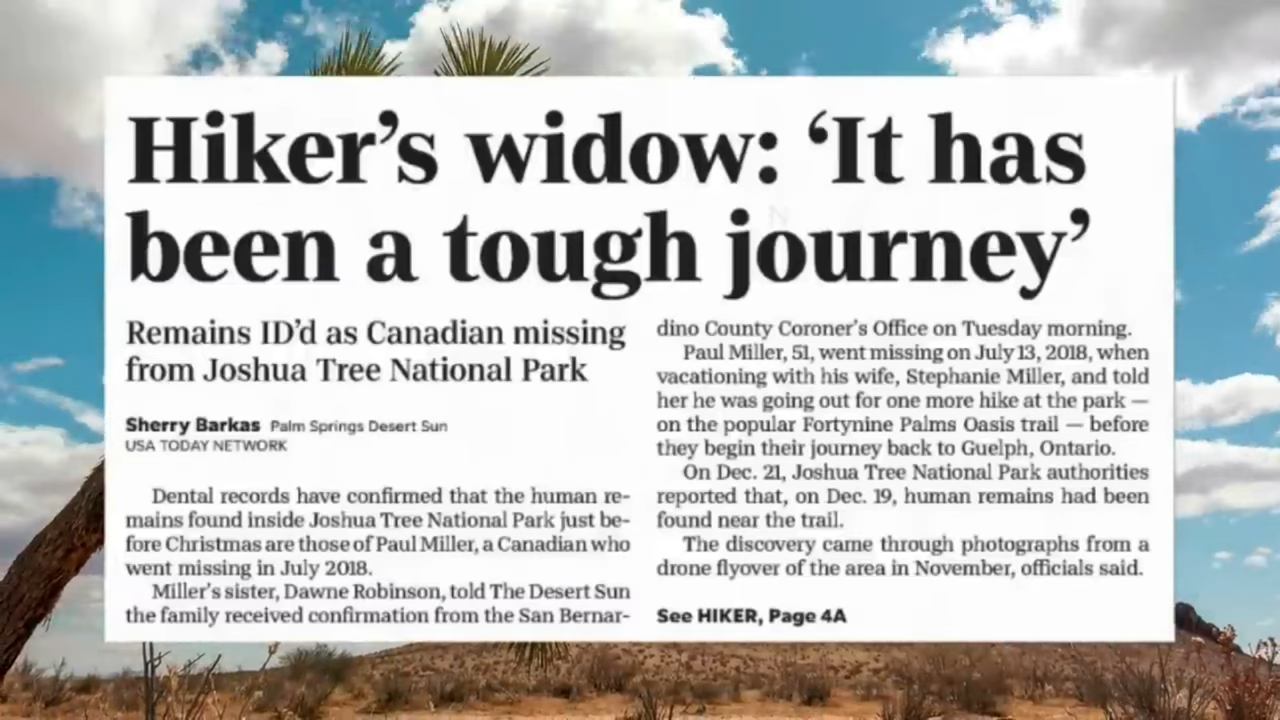 Hiker’s widow: ‘It has
been a tough journey’
Remains ID’d as Canadian missing
from Joshua Tree National Park
Sherry Barkas Palm Springs Desert Sun
USA TODAY NETWORK
Dental records have confirmed that the human re-
mains found inside Joshua Tree National Park just be-
fore Christmas are those of Paul Miller, a Canadian who
went missing in July 2018.
Miller’s sister, Dawne Robinson, told The Desert Sun
the family received confirmation from the San Bernar-
dino County Coroner’s Office on Tuesday morning.
Paul Miller, 51, went missing on July 13, 2018, when
vacationing with his wife, Stephanie Miller, and told
her he was going out for one more hike at the park —
on the popular Fortynine Palms Oasis trail — before
they begin their journey back to Guelph, Ontario.
On Dec. 21, Joshua Tree National Park authorities
reported that, on Dec. 19, human remains had been
found near the trail.
The discovery came through photographs from a
drone flyover of the area in November, officials said.
See HIKER, Page 4A